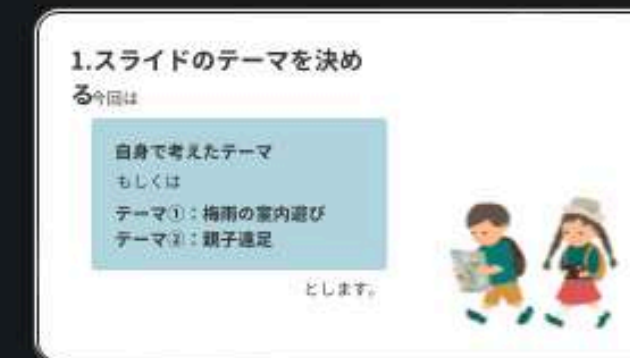 1.スライドのテーマを決め
る今回は
自身で考えたテーマ
もしくは
テーマ①：梅雨の室内遊び
テーマ②：親子遠足
とします。